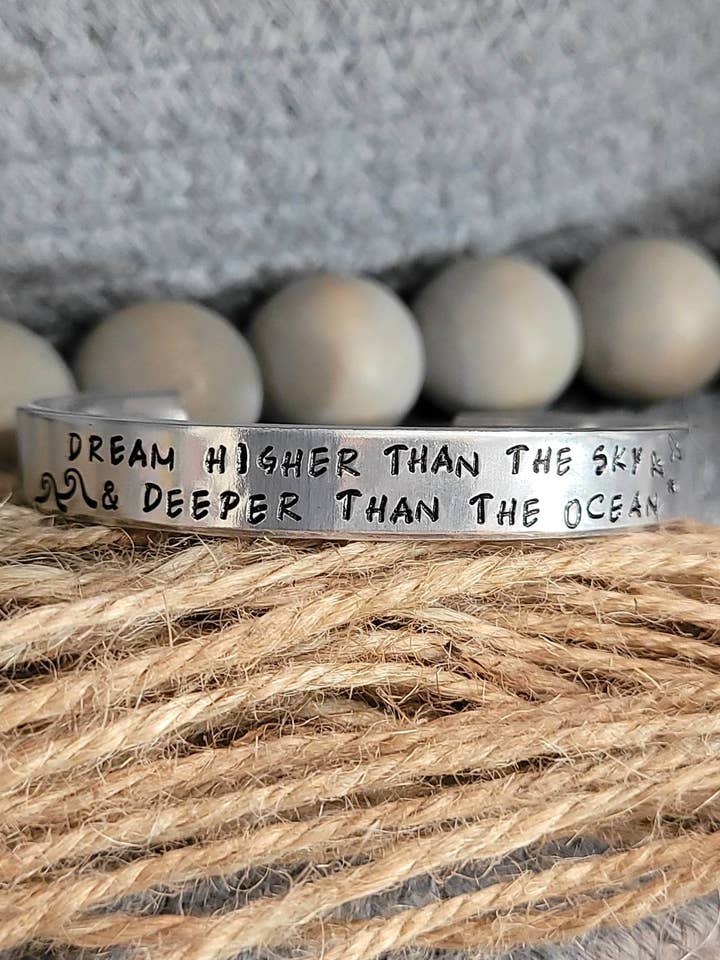 DREAM HIGHER THAN THE SKY
& DEEPER THAN THE OCEAN